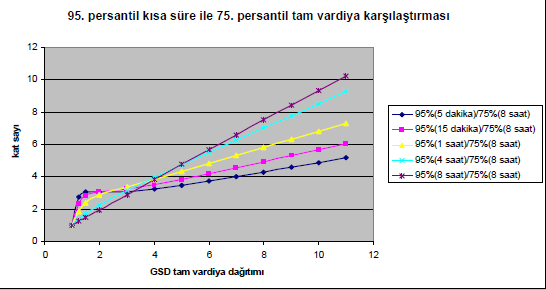 95. persantil kısa süre ile 75. persantil tam vardiya karşılaştırması
kat sayı
12
10
8
6
4
2
0
0 2 4 6 8 10 12
GSD tam vardiya dağıtımı
95%(5 dakika)/75%(8 saat)
95%(15 dakika)/75%(8 saat)
95%(1 saat)/75%(8 saat)
95%(4 saat)/75%(8 saat)
95%(8 saat)/75%(8 saat)